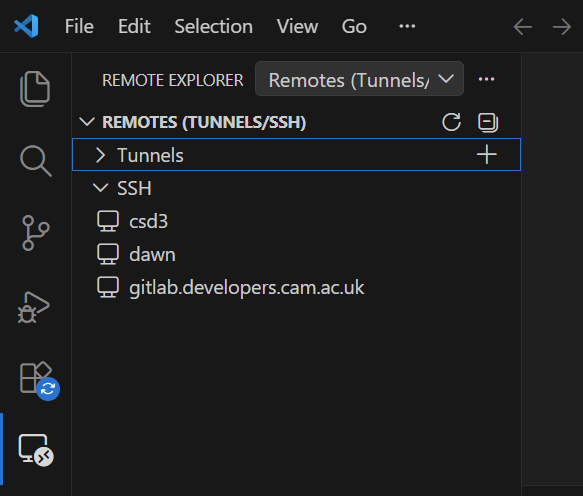 File Edit Selection View Go ···
REMOTE EXPLORER Remotes (Tunnels/ ···
REMOTES (TUNNELS/SSH)
Tunnels
SSH
csd3
dawn
gitlab.developers.cam.ac.uk